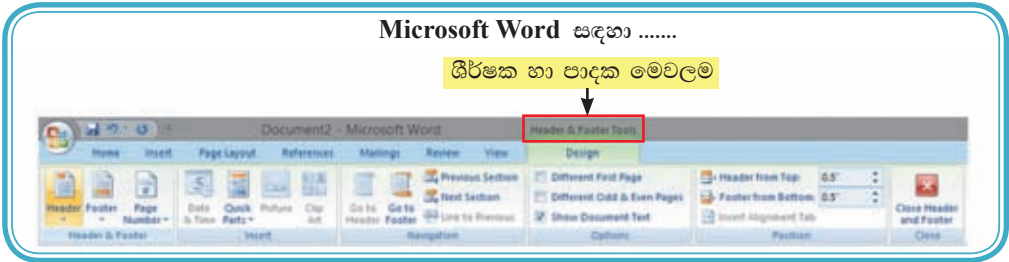 Microsoft Word සඳහා .......
ශීර්ෂක හා පාදක මෙවලම
Document2 - Microsoft Word Header & Footer Tools
Home Insert Page Layout References Mailings Review View Design
Previous Section Different First Page Header from Top: 0.5"
Next Section Different Odd & Even Pages Footer from Bottom: 0.5"
Header Footer Page Number Date & Time Quick Parts Picture Clip Art Go to Header Go to Footer Link to Previous Show Document Text Insert Alignment Tab Close Header and Footer
Header & Footer Insert Navigation Options Position Close